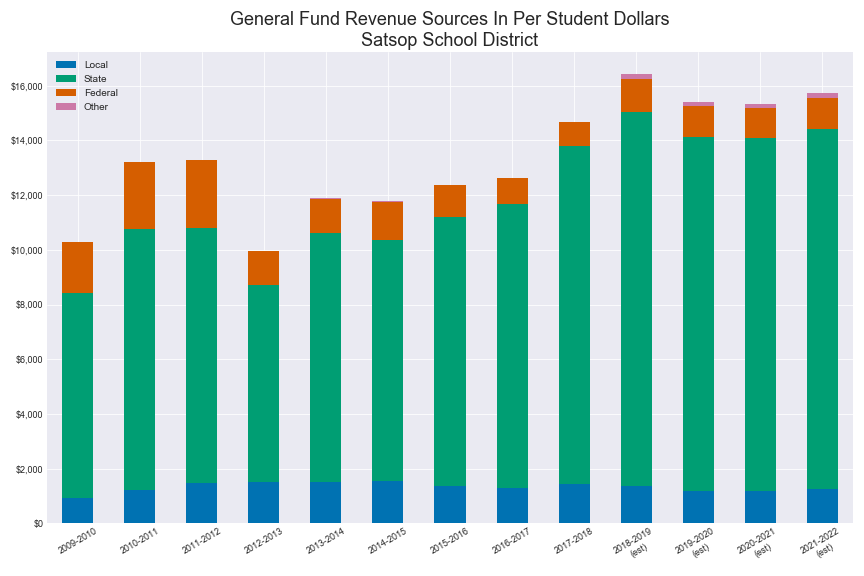 General Fund Revenue Sources In Per Student Dollars
Satsop School District
Local
State
Federal
Other
$16,000
$14,000
$12,000
$10,000
$8,000
$6,000
$4,000
$2,000
$0
2009-2010
2010-2011
2011-2012
2012-2013
2013-2014
2014-2015
2015-2016
2016-2017
2017-2018
2018-2019
(est)
2019-2020
(est)
2020-2021
(est)
2021-2022
(est)